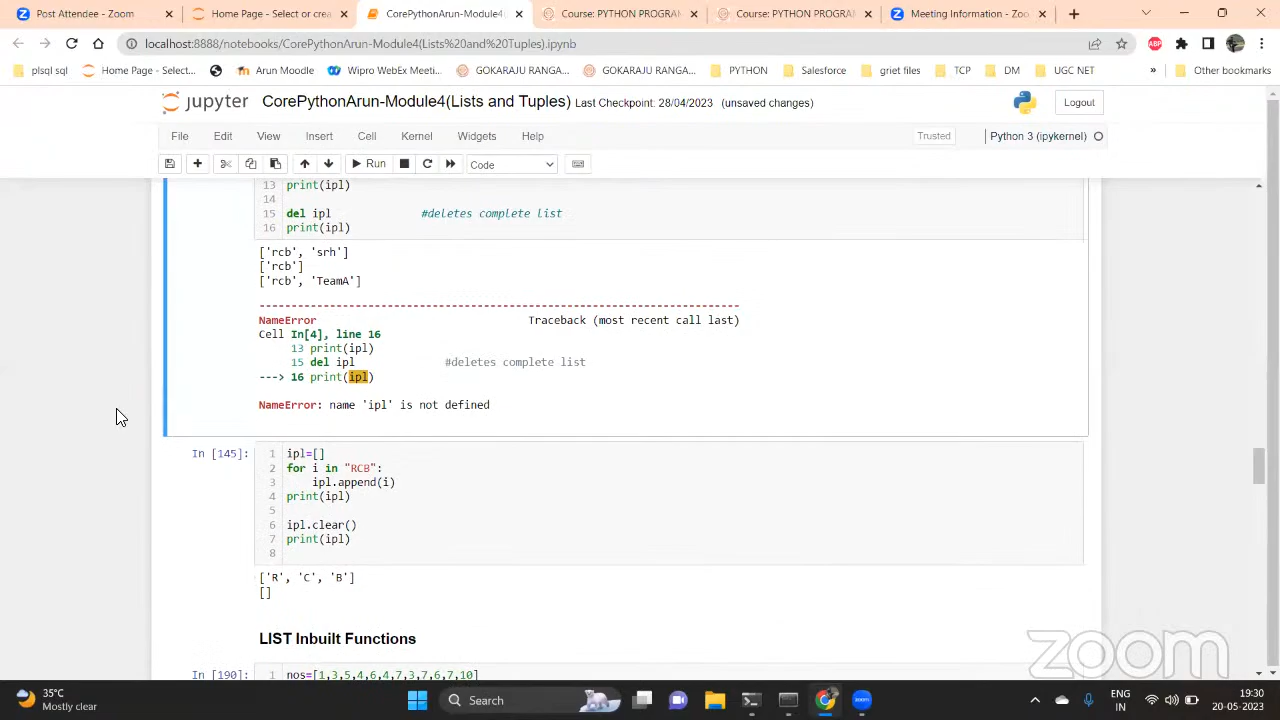 Post Attendee - Zoom
Home Page - Select or crea
CorePythonArun-Module4(
Course: PYTHON PROGRAM
Course: PYTHON PROGRA
Meeting Information - Zoo
localhost:8888/notebooks/CorePythonArun-Module4(Lists%20and%20Tuples).ipynb
ABP
plsql sql
Home Page - Select...
Arun Moodle
Wipro WebEx Meeti...
GOKARAJU RANGA...
GOKARAJU RANGA...
PYTHON
Salesforce
griet files
TCP
DM
UGC NET
»
Other bookmarks
jupyter CorePythonArun-Module4(Lists and Tuples) Last Checkpoint: 28/04/2023 (unsaved changes)
Logout
File Edit View Insert Cell Kernel Widgets Help
Trusted
Python 3 (ipykernel)
Run
Code
13 print(ipl)
14
15 del ipl #deletes complete list
16 print(ipl)
['rcb', 'srh']
['rcb']
['rcb', 'TeamA']
---------------------------------------------------------------------------
NameError Traceback (most recent call last)
Cell In[4], line 16
13 print(ipl)
15 del ipl #deletes complete list
---> 16 print(ipl)
NameError: name 'ipl' is not defined
In [145]: 1 ipl=[]
2 for i in "RCB":
3 ipl.append(i)
4 print(ipl)
5
6 ipl.clear()
7 print(ipl)
8
['R', 'C', 'B']
[]
LIST Inbuilt Functions
In [190]: 1 nos=[1,3,5,4,6,4,7,3,7,6,7,10]
zoom
35°C
Mostly clear
Search
zoom
ENG
IN
19:30
20-05-2023